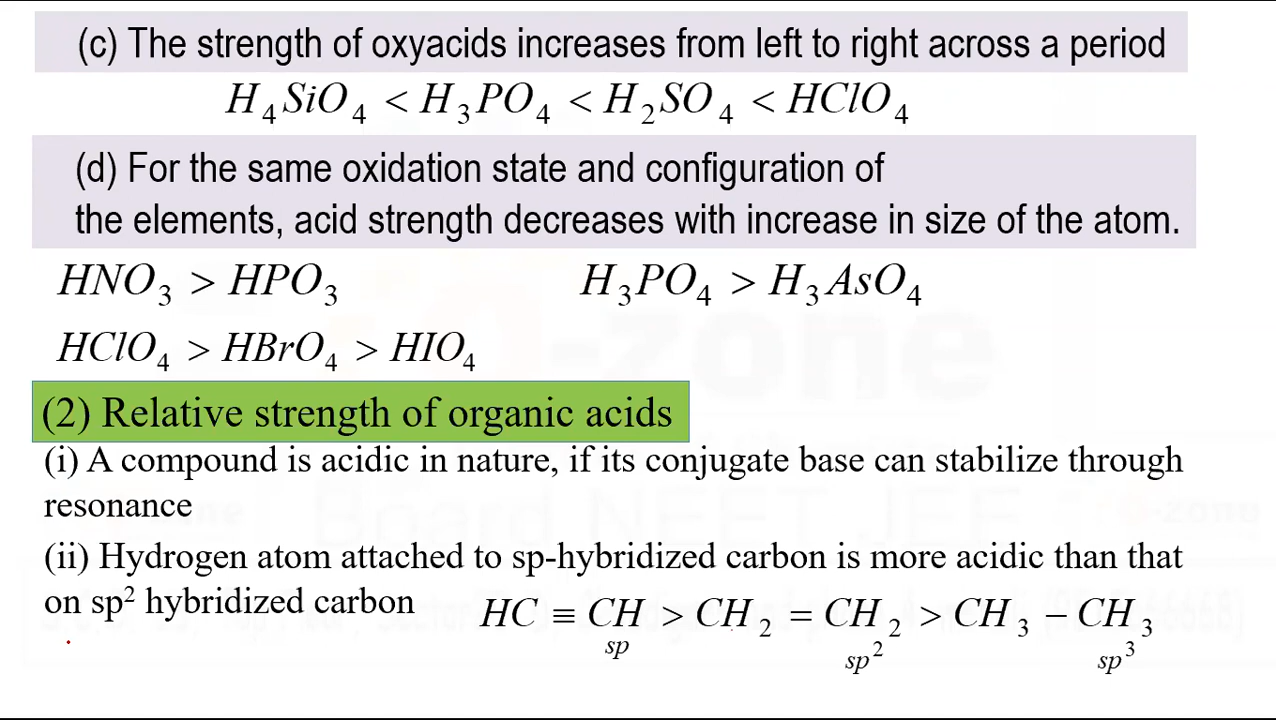 (c) The strength of oxyacids increases from left to right across a period
H₄SiO₄ < H₃PO₄ < H₂SO₄ < HClO₄
(d) For the same oxidation state and configuration of
the elements, acid strength decreases with increase in size of the atom.
HNO₃ > HPO₃ H₃PO₄ > H₃AsO₄
HClO₄ > HBrO₄ > HIO₄
(2) Relative strength of organic acids
(i) A compound is acidic in nature, if its conjugate base can stabilize through
resonance
(ii) Hydrogen atom attached to sp-hybridized carbon is more acidic than that
on sp² hybridized carbon HC ≡ CH > CH₂ = CH₂ > CH₃ − CH₃
sp sp² sp³
-zone
Board NEET JEE